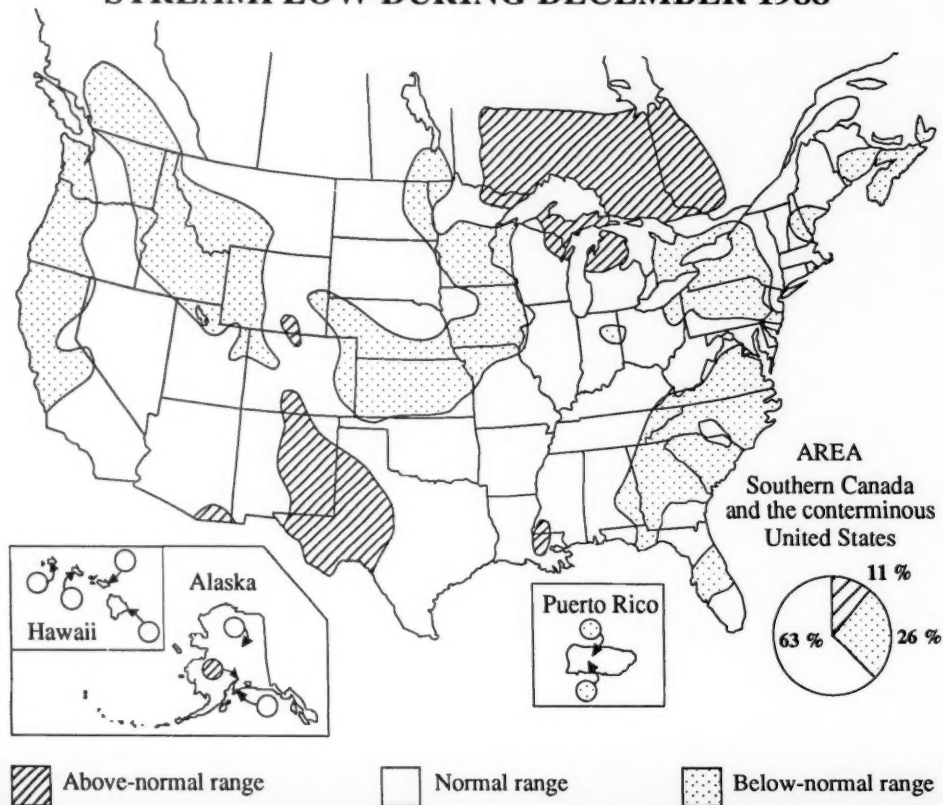 AREA
Southern Canada
and the conterminous
United States
11 %
63 %
26 %
Alaska
Hawaii
Puerto Rico
Above-normal range
Normal range
Below-normal range